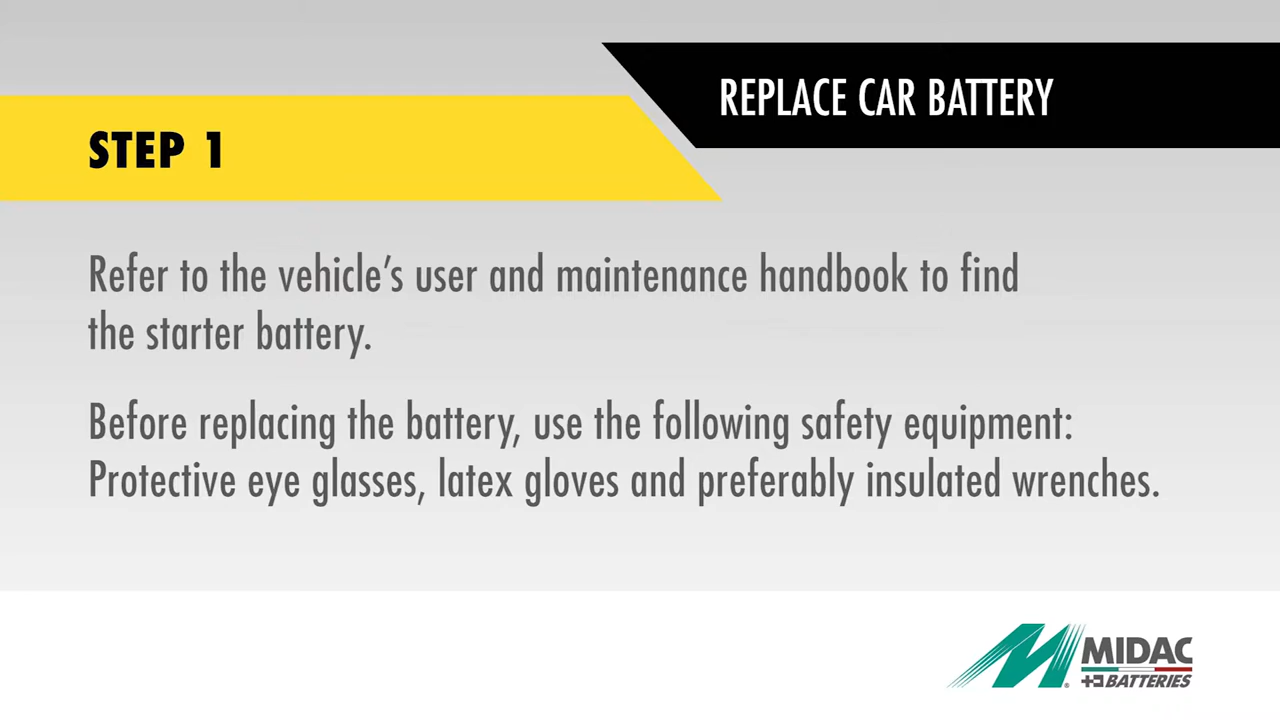 REPLACE CAR BATTERY
STEP 1
Refer to the vehicle’s user and maintenance handbook to find
the starter battery.
Before replacing the battery, use the following safety equipment:
Protective eye glasses, latex gloves and preferably insulated wrenches.
MIDAC
® BATTERIES